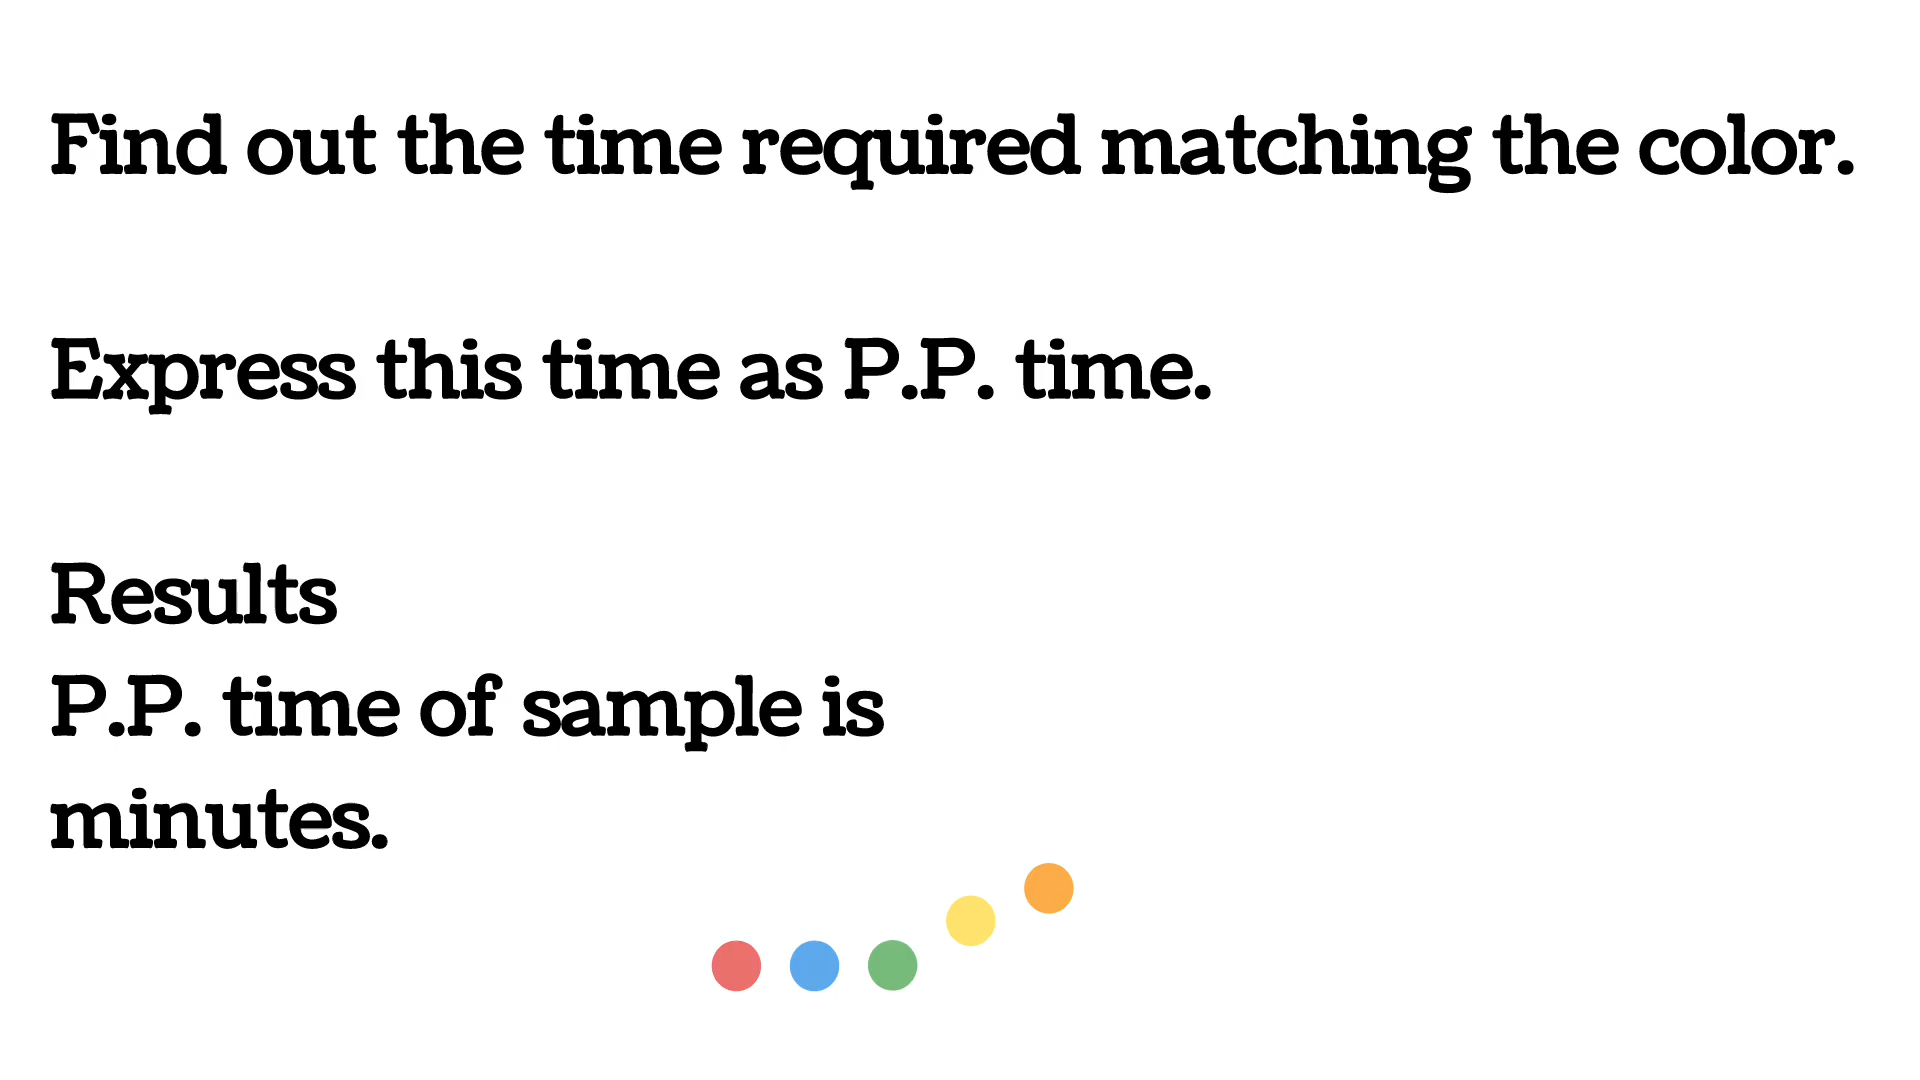 Find out the time required matching the color.
Express this time as P.P. time.
Results
P.P. time of sample is
minutes.